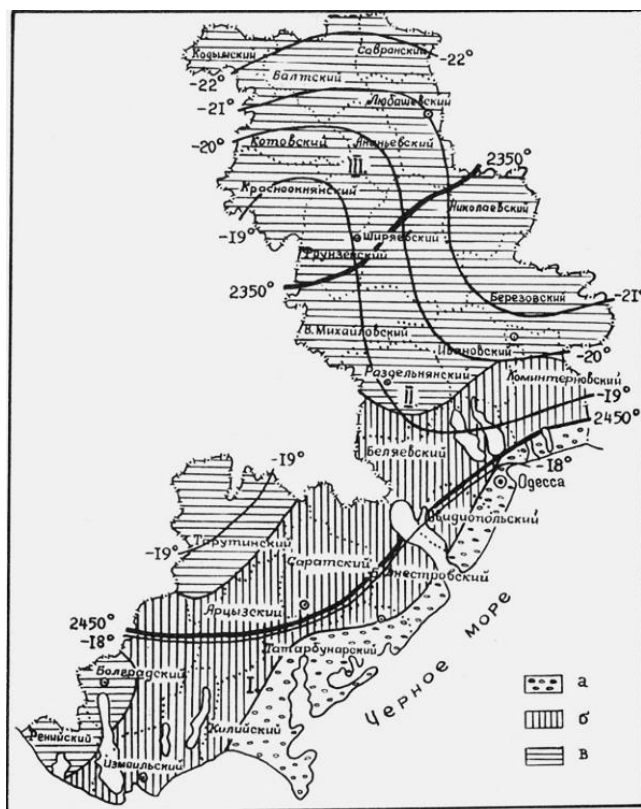 Кодымский
Савранский
-22°
-22°
Балтский
-21°
Любашевский
-20°
Котовский
Ананьевский
III
2350°
Красноокнянский
Николаевский
-19°
Ширяевский
Фрунзенский
2350°
Березовский
-21°
В.Михайловский
Ивановский
-20°
Раздельнянский
Коминтерновский
II
-19°
2450°
Беляевский
-18°
-19°
Одесса
Овидиопольский
Тарутинский
-19°
Саратский
Б.Днестровский
Арцызский
2450°
-18°
Татарбунарский
Черное море
Болградский
I
а
Килийский
б
Ренийский
Измаильский
в